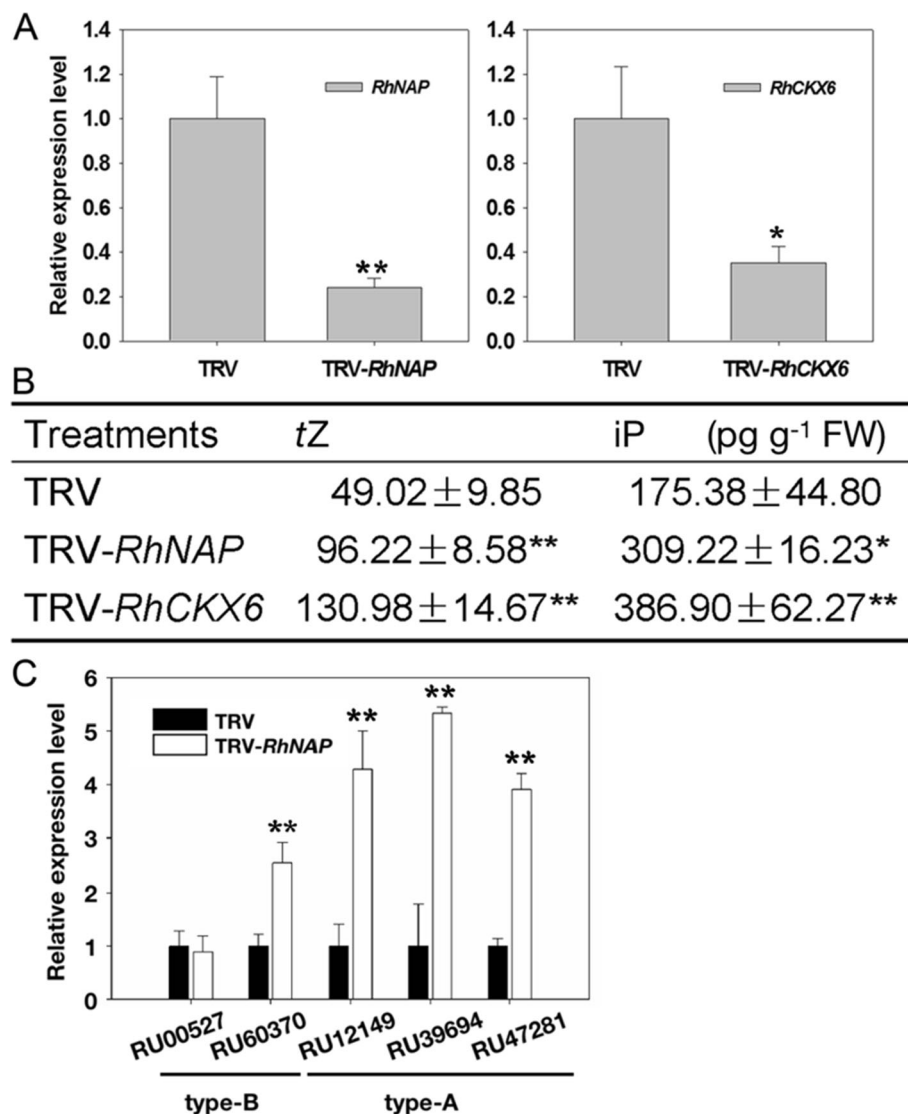 A
Relative expression level
1.4
1.2
1.0
0.8
0.6
0.4
0.2
0.0
RhNAP
**
TRV TRV-RhNAP
1.4
1.2
1.0
0.8
0.6
0.4
0.2
0.0
RhCKX6
*
TRV TRV-RhCKX6
B
Treatments tZ iP (pg g⁻¹ FW)
TRV 49.02±9.85 175.38±44.80
TRV-RhNAP 96.22±8.58** 309.22±16.23*
TRV-RhCKX6 130.98±14.67** 386.90±62.27**
C
Relative expression level
6
5
4
3
2
1
0
TRV
TRV-RhNAP
**
**
**
**
RU00527 RU60370 RU12149 RU39694 RU47281
type-B type-A